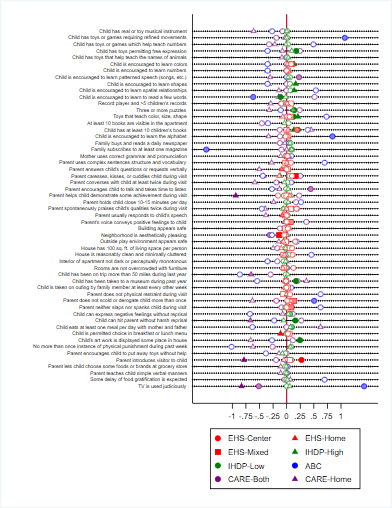 Child has real or toy musical instrument
Child has toys or games requiring refined movements
Child has toys or games which help teach numbers
Child has toys permitting free expression
Child has toys that help teach the names of animals
Child is encouraged to learn colors
Child is encouraged to learn numbers
Child is encouraged to learn patterned speech (songs, etc.)
Child is encouraged to learn shapes
Child is encouraged to learn spatial relationships
Child is encouraged to learn to read a few words
Record player and >5 children's records
Three or more puzzles
Toys that teach color, size, shape
At least 10 books are visible in the apartment
Child has at least 10 children's books
Child is encouraged to learn the alphabet
Family buys and reads a daily newspaper
Family subscribes to at least one magazine
Mother uses correct grammar and pronunciation
Parent uses complex sentences structure and vocabulary
Parent answers child's questions or requests verbally
Parent caresses, kisses, or cuddles child during visit
Parent converses with child at least twice during visit
Parent encourages child to talk and takes time to listen
Parent helps child demonstrate some achievement during visit
Parent holds child close 10-15 minutes per day
Parent spontaneously praises child's qualities twice during visit
Parent usually responds to child's speech
Parent's voice conveys positive feelings to child
Building appears safe
Neighborhood is aesthetically pleasing
Outside play environment appears safe
House has 100 sq. ft. of living space per person
House is reasonably clean and minimally cluttered
Interior of apartment not dark or perceptually monotonous
Rooms are not overcrowded with furniture
Child has been on trip more than 50 miles during last year
Child has been taken to a museum during past year
Child is taken on outing by family member at least every other week
Parent does not physical restraint during visit
Parent does not scold or derogate child more than once
Parent neither slaps nor spanks child during visit
Child can express negative feelings without reprisal
Child can hit parent without harsh reprisal
Child eats at least one meal per day with mother and father
Child is permitted choice in breakfast or lunch menu
Child's art work is displayed some place in house
No more than once instance of physical punishment during past week
Parent encourages child to put away toys without help
Parent introduces visitor to child
Parent lets child choose some foods or brands at grocery store
Parent teaches child simple verbal manners
Some delay of food gratification is expected
TV is used judiciously
-1 -.75 -.5 -.25 0 .25 .5 .75 1
EHS-Center EHS-Home
EHS-Mixed IHDP-High
IHDP-Low ABC
CARE-Both CARE-Home